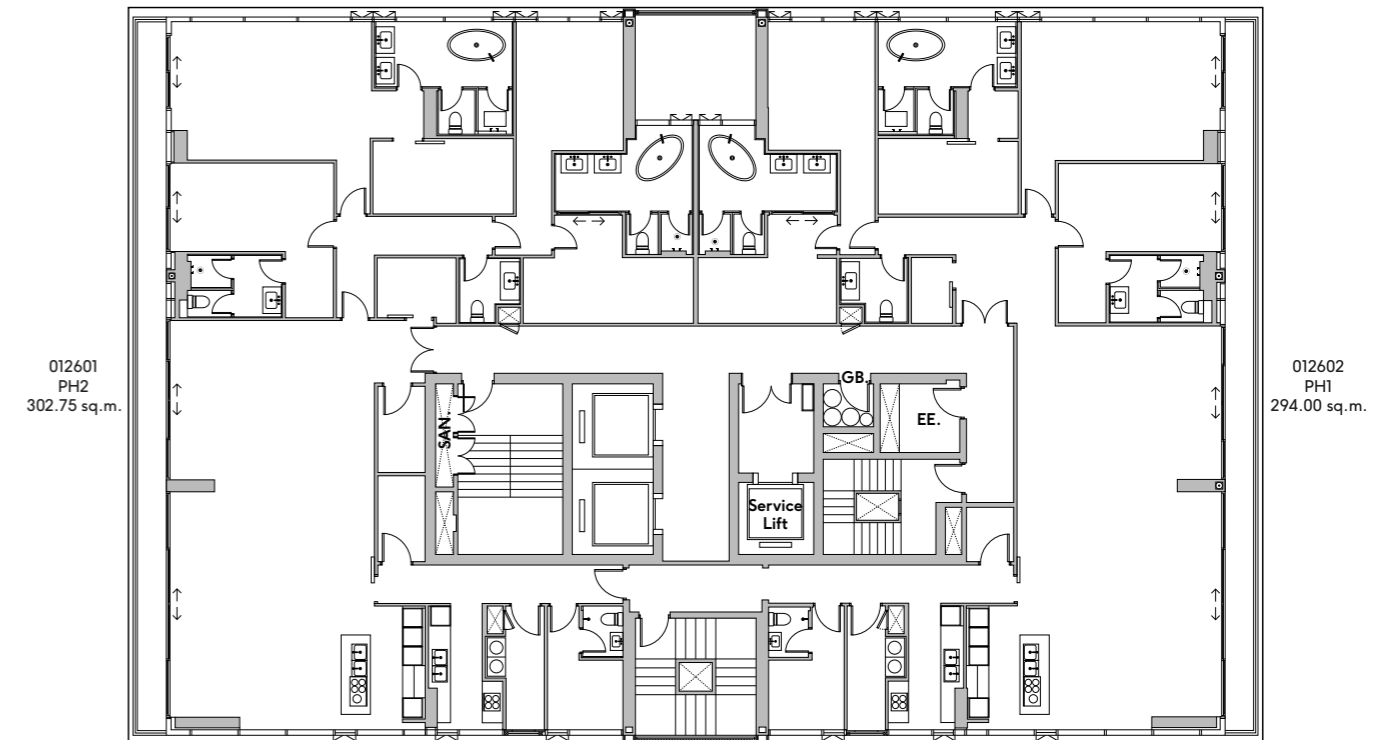 012601
PH2
302.75 sq.m.
SAN.
GB.
EE.
Service
Lift
012602
PH1
294.00 sq.m.